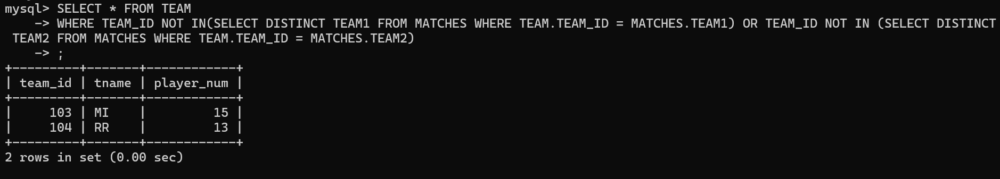 mysql> SELECT * FROM TEAM
    -> WHERE TEAM_ID NOT IN(SELECT DISTINCT TEAM1 FROM MATCHES WHERE TEAM.TEAM_ID = MATCHES.TEAM1) OR TEAM_ID NOT IN (SELECT DISTINCT
 TEAM2 FROM MATCHES WHERE TEAM.TEAM_ID = MATCHES.TEAM2)
    -> ;
+---------+-------+------------+
| team_id | tname | player_num |
+---------+-------+------------+
|     103 | MI    |         15 |
|     104 | RR    |         13 |
+---------+-------+------------+
2 rows in set (0.00 sec)